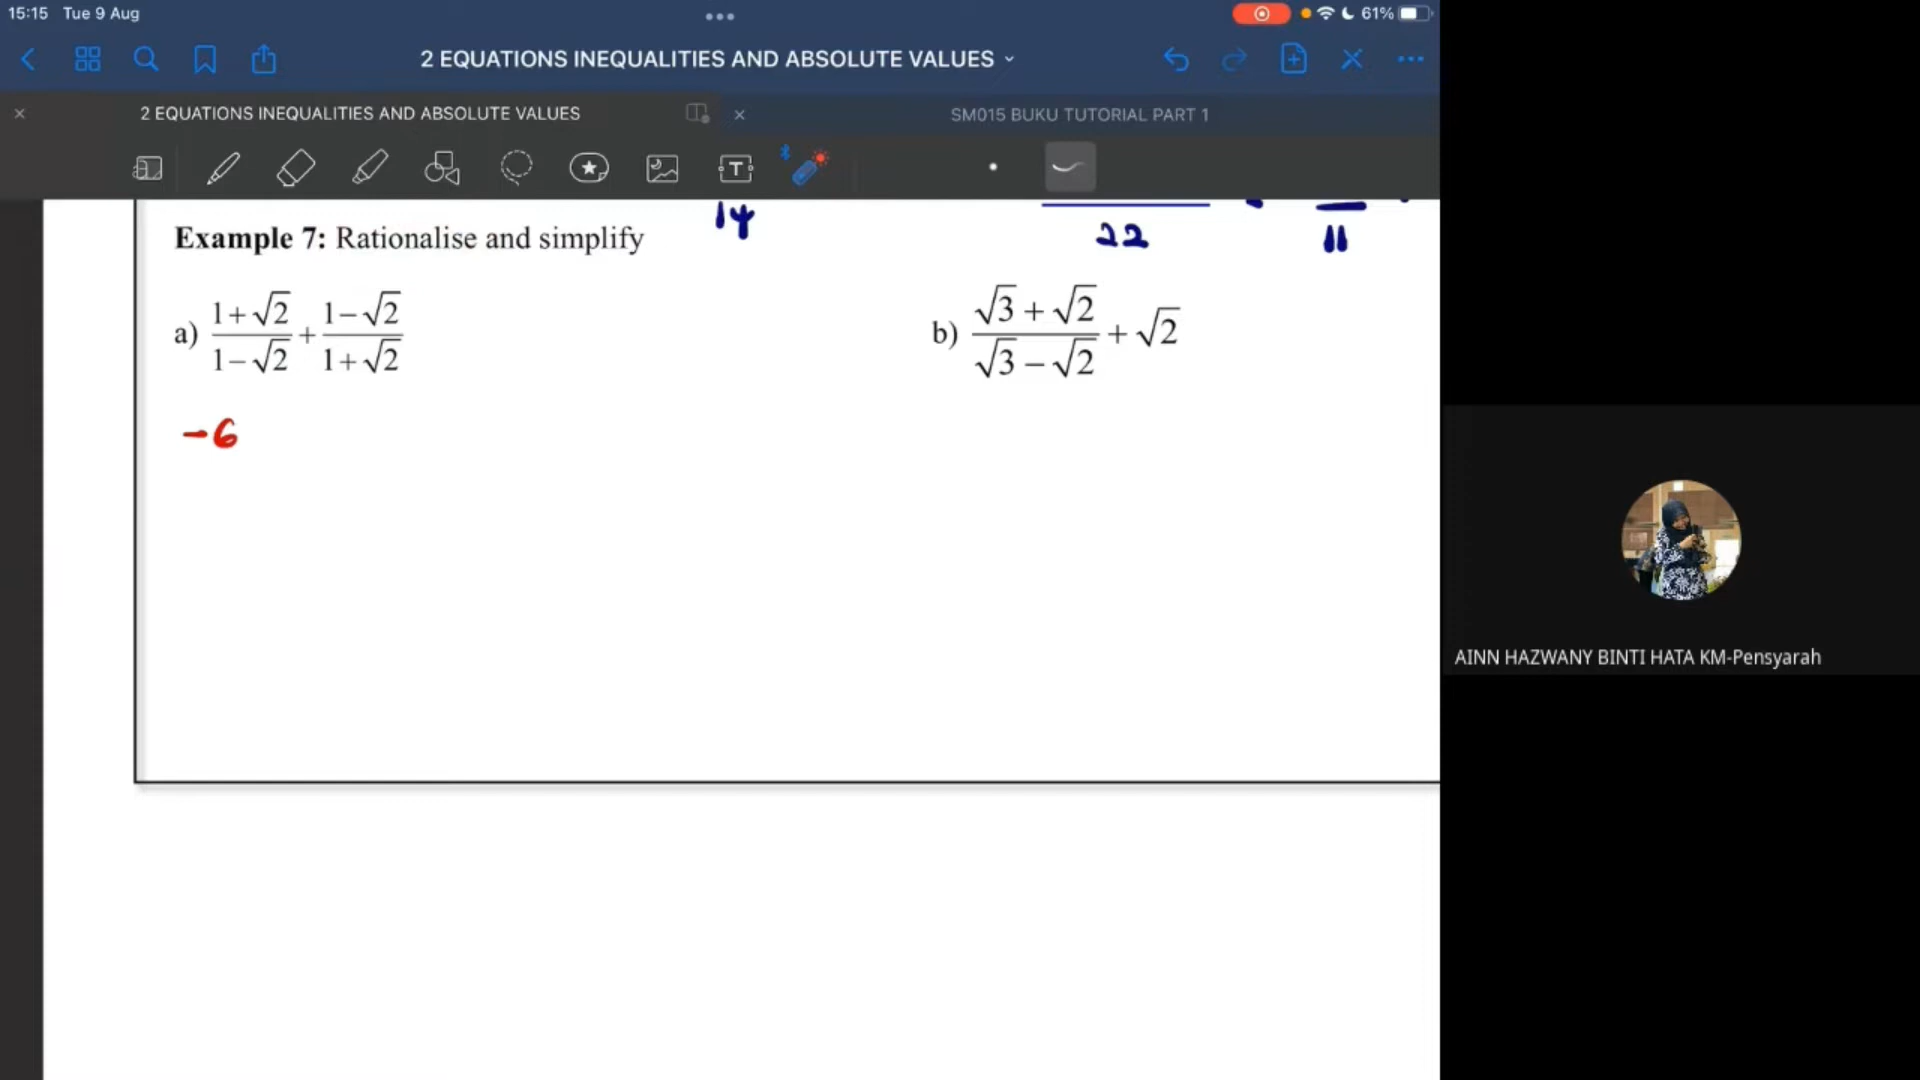 15:15 Tue 9 Aug
61%
2 EQUATIONS INEQUALITIES AND ABSOLUTE VALUES
2 EQUATIONS INEQUALITIES AND ABSOLUTE VALUES
SM015 BUKU TUTORIAL PART 1
14
22
11
Example 7: Rationalise and simplify
a) (1+√2)/(1−√2) + (1−√2)/(1+√2)
b) (√3+√2)/(√3−√2) + √2
-6
AINN HAZWANY BINTI HATA KM-Pensyarah